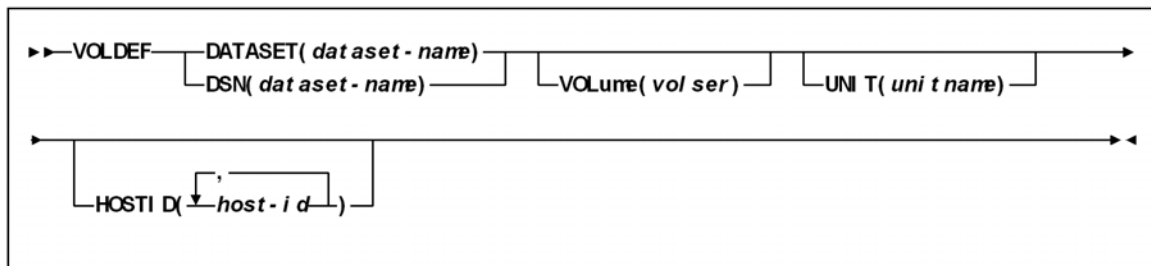 VOLDEF DATASET(dataset-name) 
DSN(dataset-name) VOLume(volser) UNIT(unitname)
,
HOSTID( host-id )